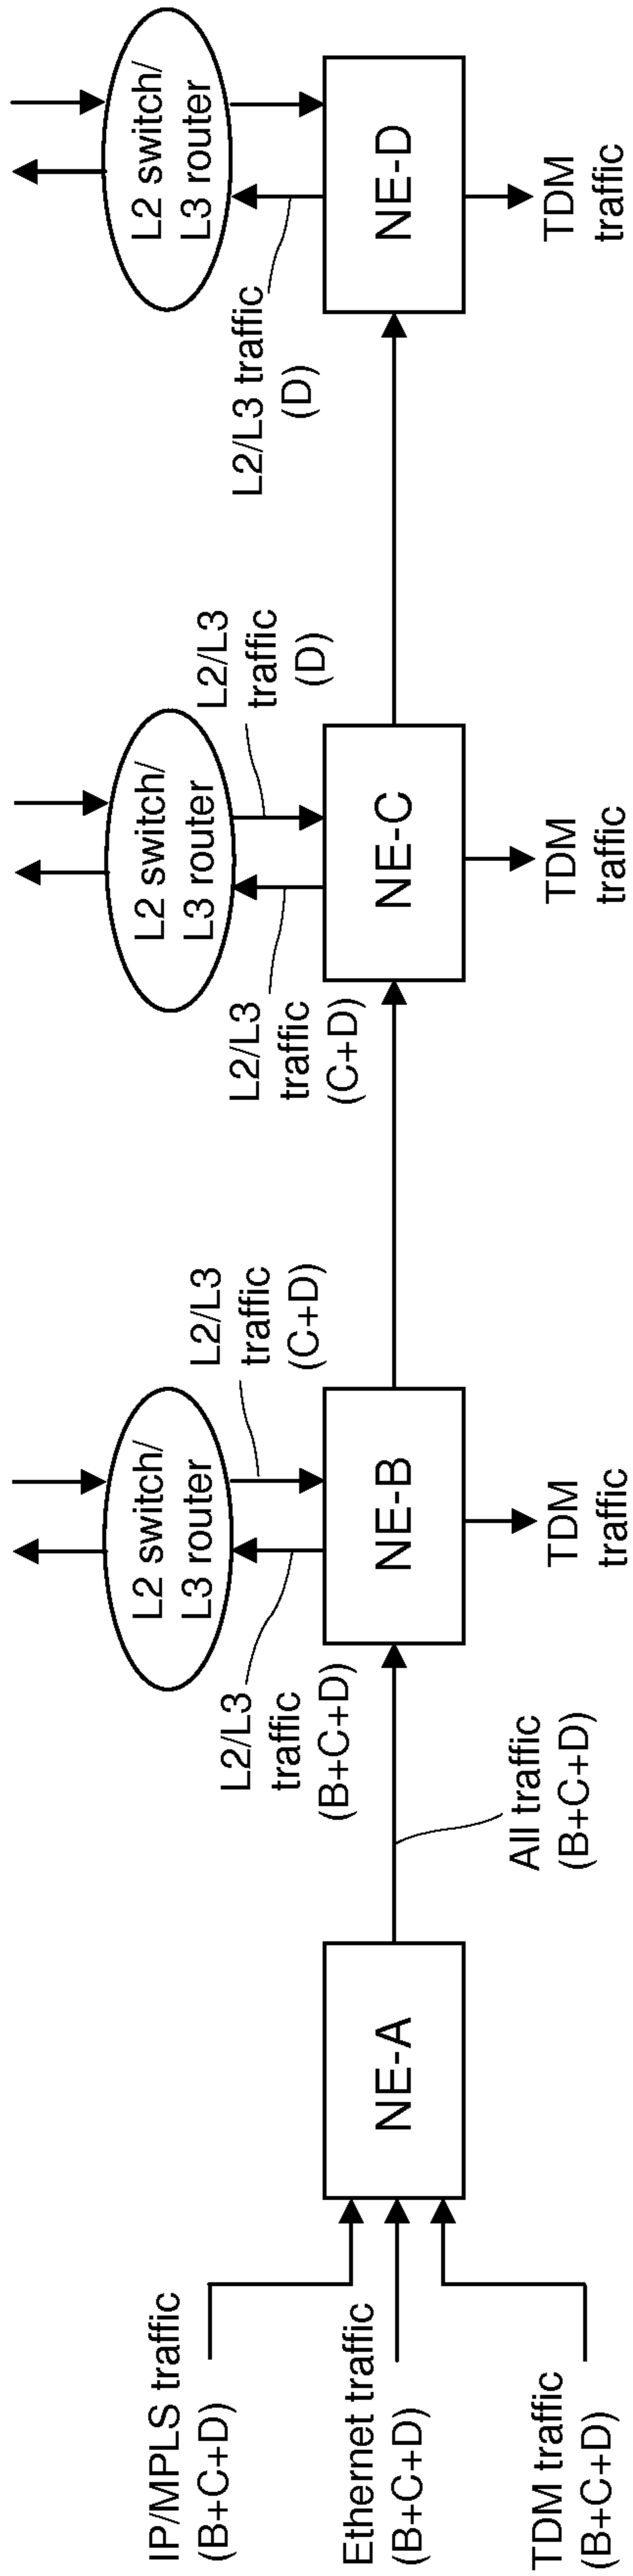 IP/MPLS traffic
(B+C+D)
Ethernet traffic
(B+C+D)
TDM traffic
(B+C+D)
NE-A
All traffic
(B+C+D)
L2/L3
traffic
(B+C+D)
L2 switch/
L3 router
L2/L3
traffic
(C+D)
NE-B
TDM
traffic
L2/L3
traffic
(C+D)
L2 switch/
L3 router
L2/L3
traffic
(D)
NE-C
TDM
traffic
L2/L3 traffic
(D)
L2 switch/
L3 router
NE-D
TDM
traffic